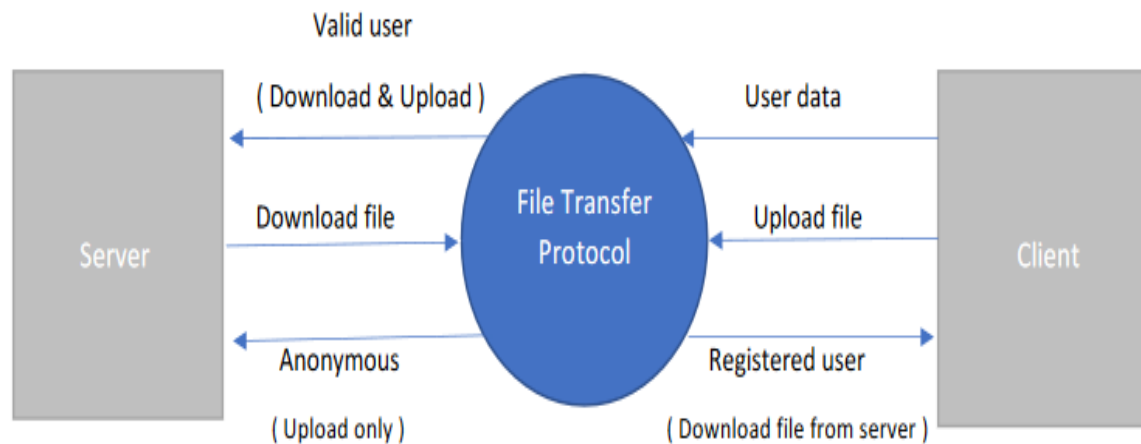 Valid user
( Download & Upload )
User data
Download file
File Transfer
Protocol
Upload file
Server
Client
Anonymous
( Upload only )
Registered user
( Download file from server )